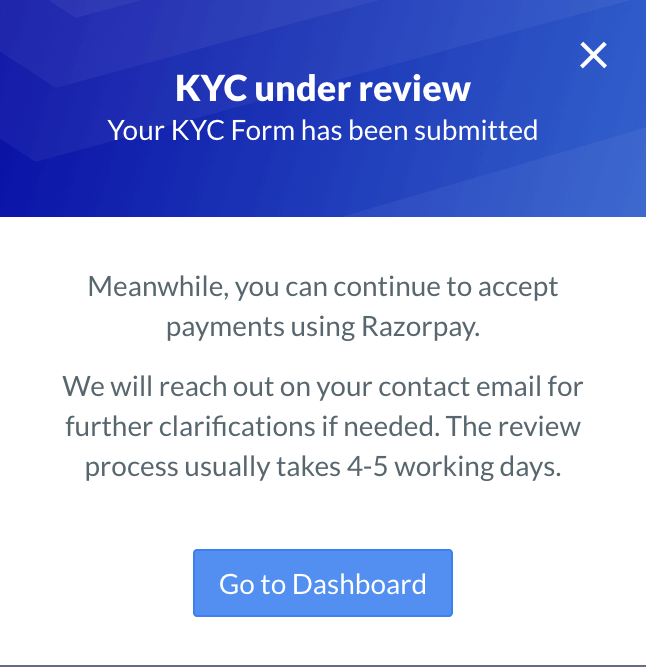 KYC under review
Your KYC Form has been submitted
Meanwhile, you can continue to accept
payments using Razorpay.
We will reach out on your contact email for
further clarifications if needed. The review
process usually takes 4-5 working days.
Go to Dashboard